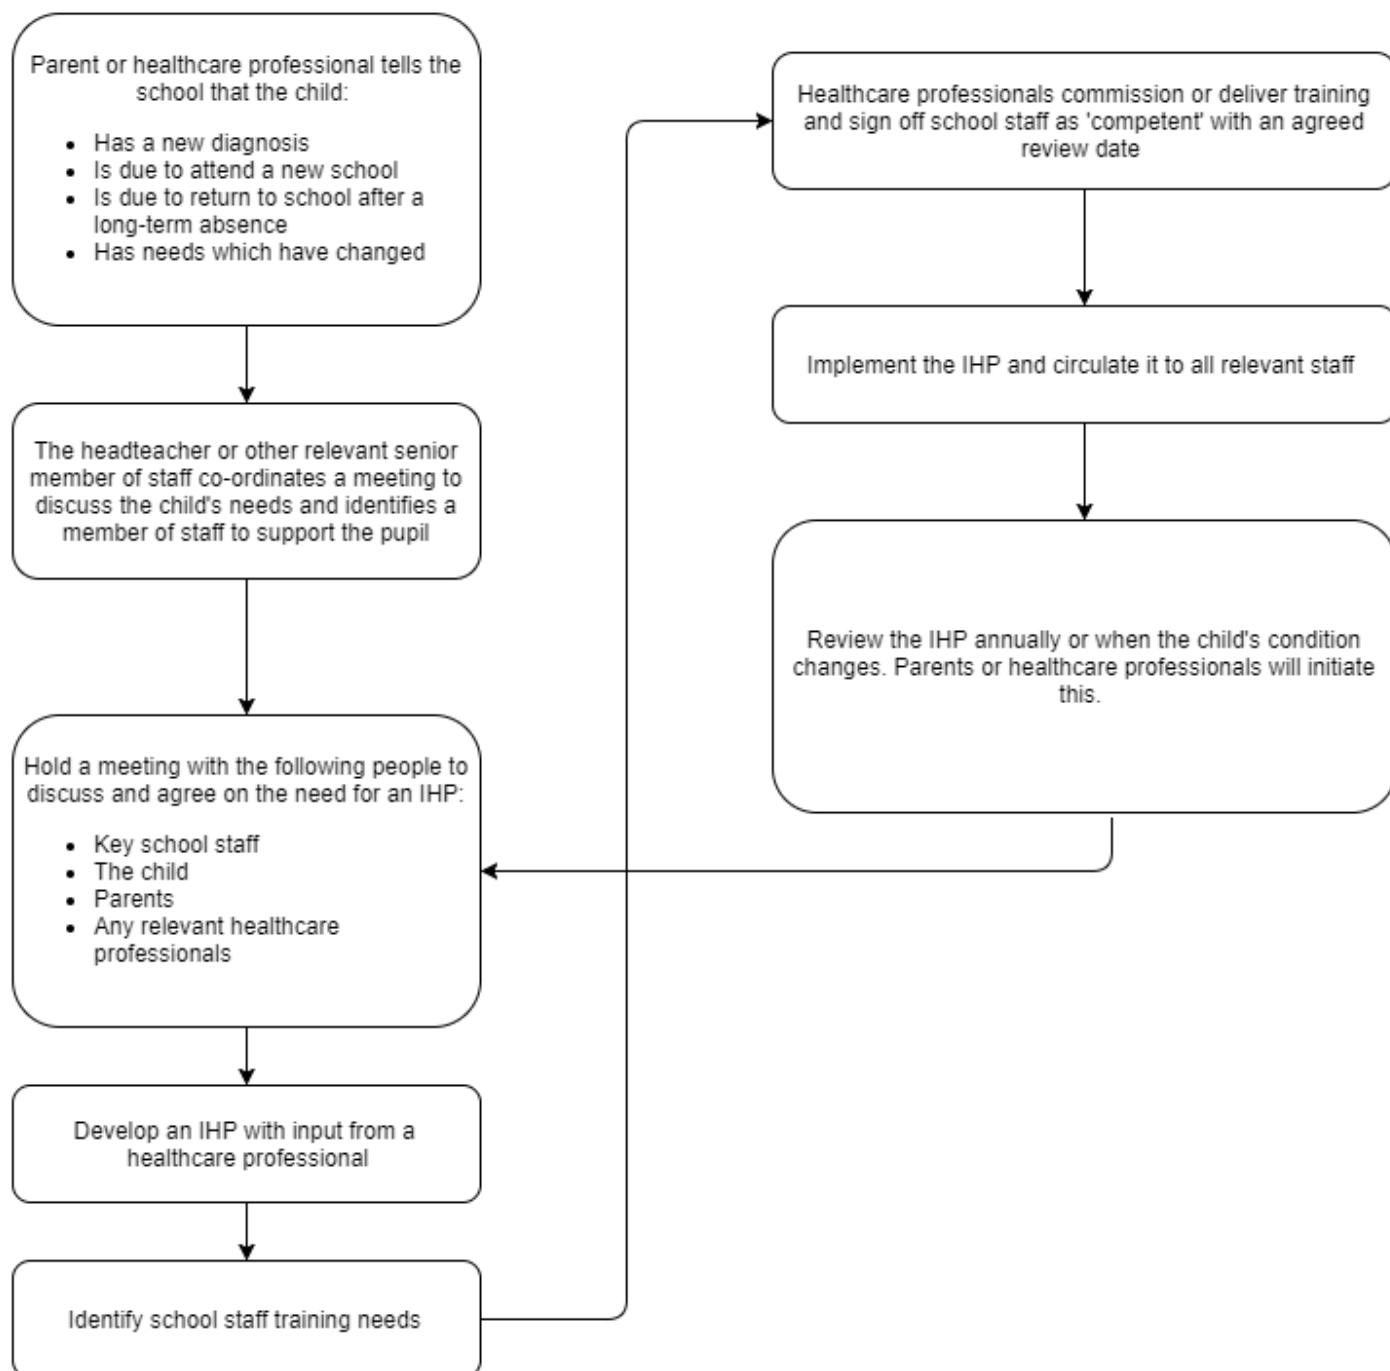 Parent or healthcare professional tells the
school that the child:
• Has a new diagnosis
• Is due to attend a new school
• Is due to return to school after a
long-term absence
• Has needs which have changed
The headteacher or other relevant senior
member of staff co-ordinates a meeting to
discuss the child's needs and identifies a
member of staff to support the pupil
Hold a meeting with the following people to
discuss and agree on the need for an IHP:
• Key school staff
• The child
• Parents
• Any relevant healthcare
professionals
Develop an IHP with input from a
healthcare professional
Identify school staff training needs
Healthcare professionals commission or deliver training
and sign off school staff as 'competent' with an agreed
review date
Implement the IHP and circulate it to all relevant staff
Review the IHP annually or when the child's condition
changes. Parents or healthcare professionals will initiate
this.